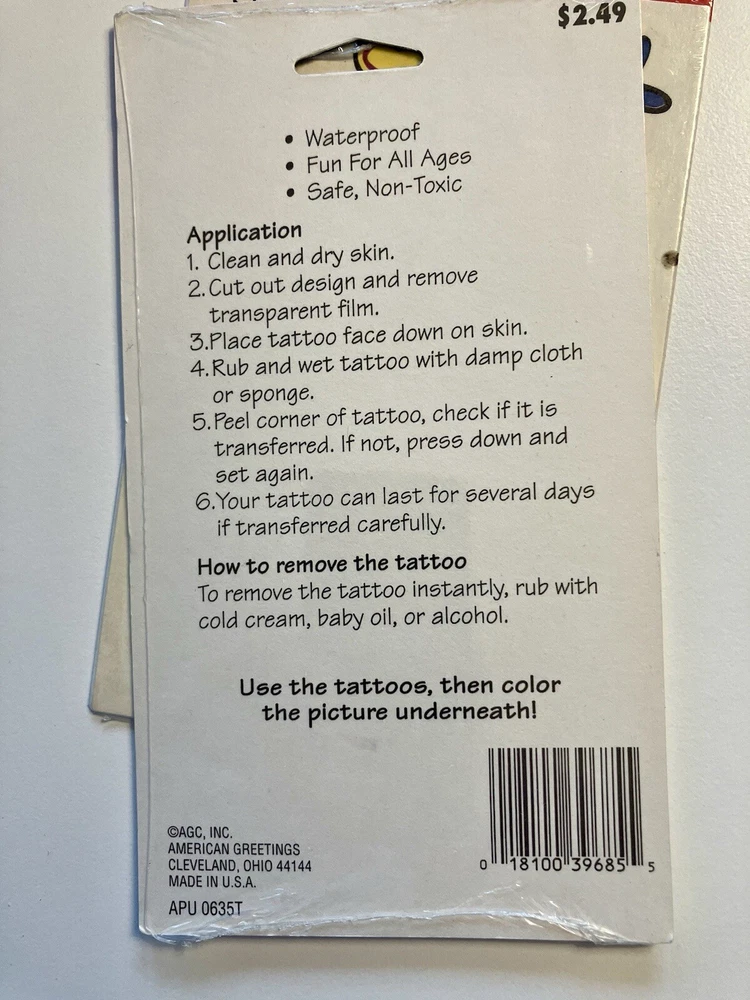 $2.49
• Waterproof
• Fun For All Ages
• Safe, Non-Toxic
Application
1. Clean and dry skin.
2. Cut out design and remove
transparent film.
3. Place tattoo face down on skin.
4. Rub and wet tattoo with damp cloth
or sponge.
5. Peel corner of tattoo, check if it is
transferred. If not, press down and
set again.
6. Your tattoo can last for several days
if transferred carefully.
How to remove the tattoo
To remove the tattoo instantly, rub with
cold cream, baby oil, or alcohol.
Use the tattoos, then color
the picture underneath!
©AGC, INC.
AMERICAN GREETINGS
CLEVELAND, OHIO 44144
MADE IN U.S.A.
APU 0635T
0 18100 39685 5